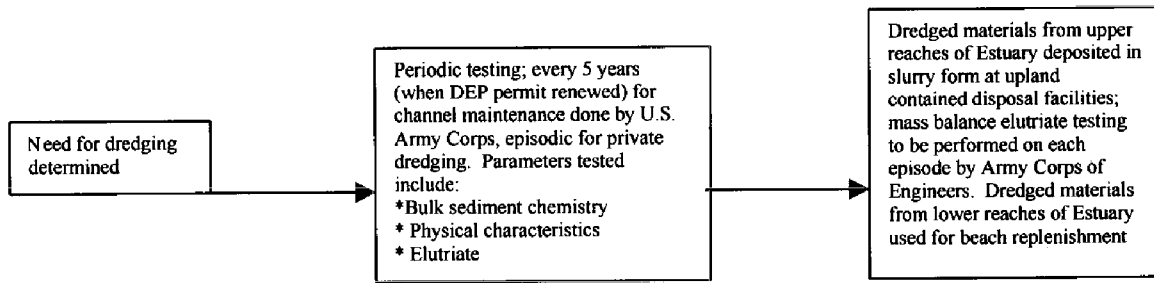 Need for dredging
determined
Periodic testing; every 5 years
(when DEP permit renewed) for
channel maintenance done by U.S.
Army Corps, episodic for private
dredging. Parameters tested
include:
*Bulk sediment chemistry
* Physical characteristics
* Elutriate
Dredged materials from upper
reaches of Estuary deposited in
slurry form at upland
contained disposal facilities;
mass balance elutriate testing
to be performed on each
episode by Army Corps of
Engineers. Dredged materials
from lower reaches of Estuary
used for beach replenishment